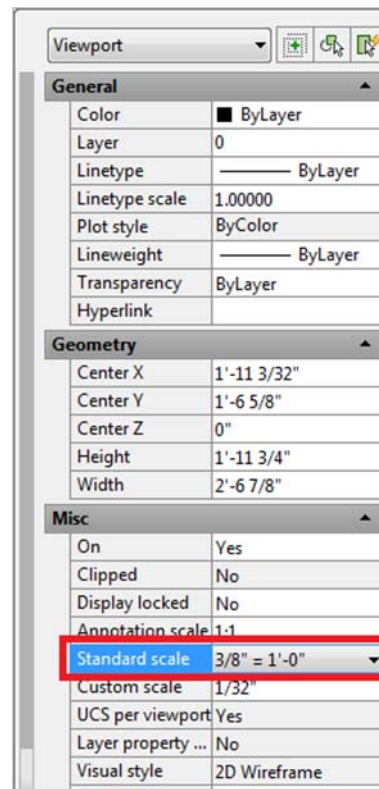 Viewport
General
Color ByLayer
Layer 0
Linetype ByLayer
Linetype scale 1.00000
Plot style ByColor
Lineweight ByLayer
Transparency ByLayer
Hyperlink
Geometry
Center X 1'-11 3/32"
Center Y 1'-6 5/8"
Center Z 0"
Height 1'-11 3/4"
Width 2'-6 7/8"
Misc
On Yes
Clipped No
Display locked No
Annotation scale 1:1
Standard scale 3/8" = 1'-0"
Custom scale 1/32"
UCS per viewport Yes
Layer property ... No
Visual style 2D Wireframe